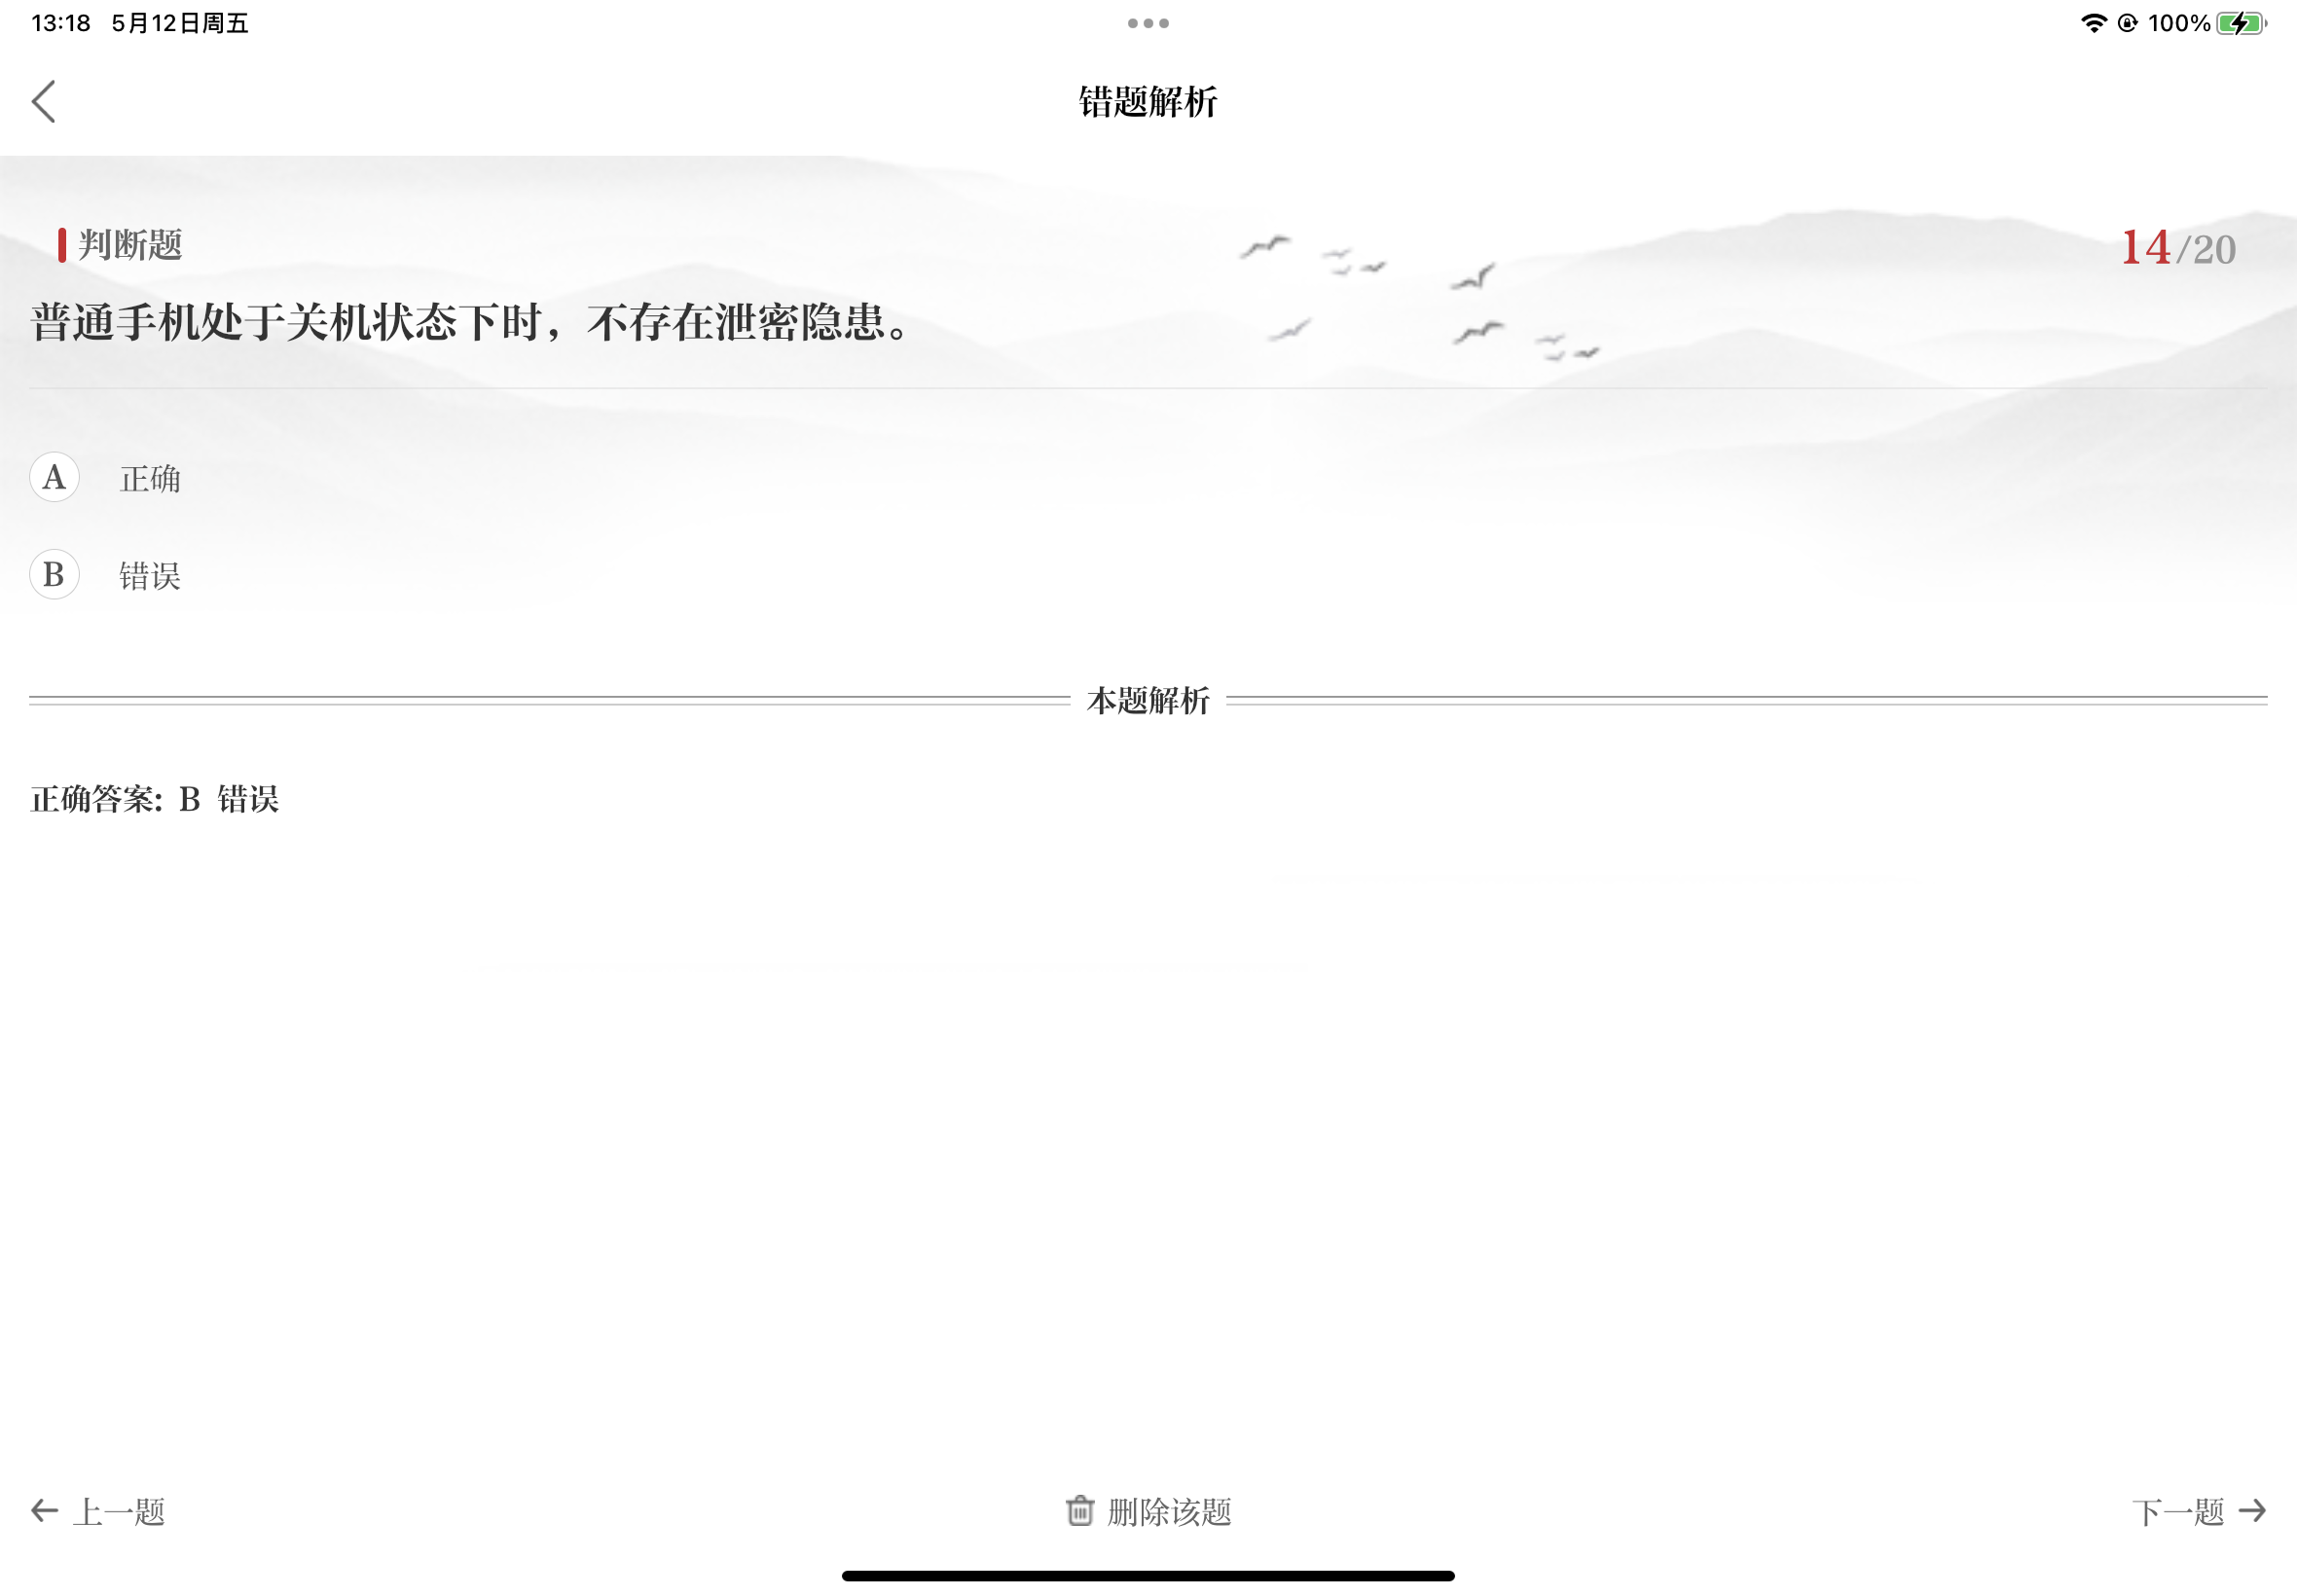 13:18 5月12日周五
100%
错题解析
判断题
14/20
普通手机处于关机状态下时，不存在泄密隐患。
A 正确
B 错误
本题解析
正确答案: B 错误
上一题
删除该题
下一题